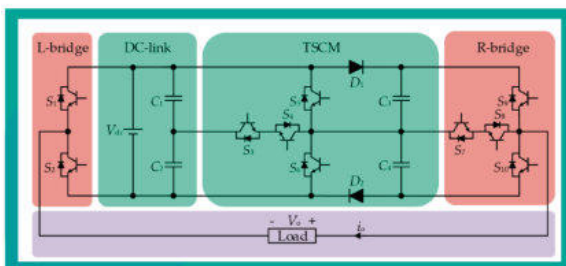 L-bridge
DC-link
TSCM
R-bridge
S₁
C₁
S₅
D₁
C₃
S₉
S₄
S₈
V_dc
S₃
S₇
S₂
C₂
S₆
C₄
S₁₀
D₂
- Vₒ +
iₒ
Load